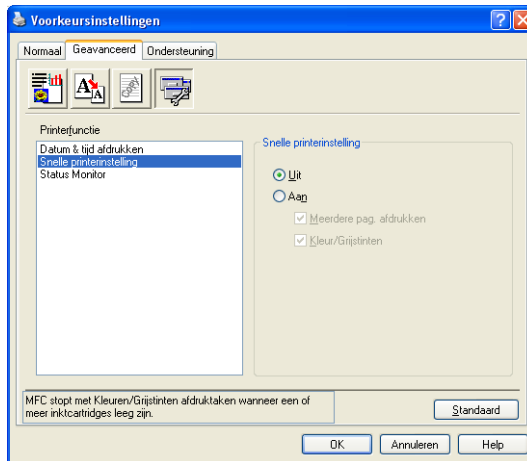 Voorkeursinstellingen
Normaal Geavanceerd Ondersteuning
Printerfunctie
Datum & tijd afdrukken
Snelle printerinstelling
Status Monitor
Snelle printerinstelling
Uit
Aan
Meerdere pag. afdrukken
Kleur/Grijstinten
MFC stopt met Kleuren/Grijstinten afdruktaken wanneer een of
meer inktcartridges leeg zijn.
Standaard
OK Annuleren Help